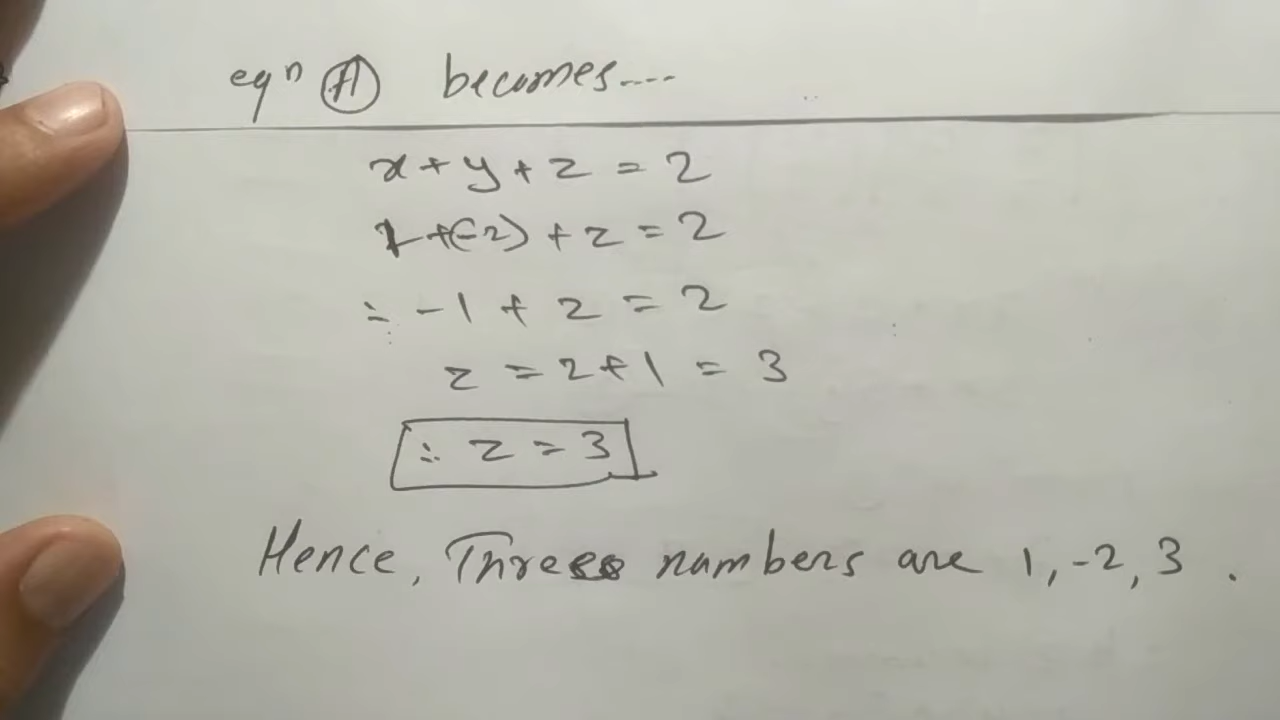 eqn (A) becomes....
x + y + z = 2
1 + (-2) + z = 2
∴ -1 + z = 2
z = 2 + 1 = 3
∴ z = 3
Hence, Three numbers are 1, -2, 3 .